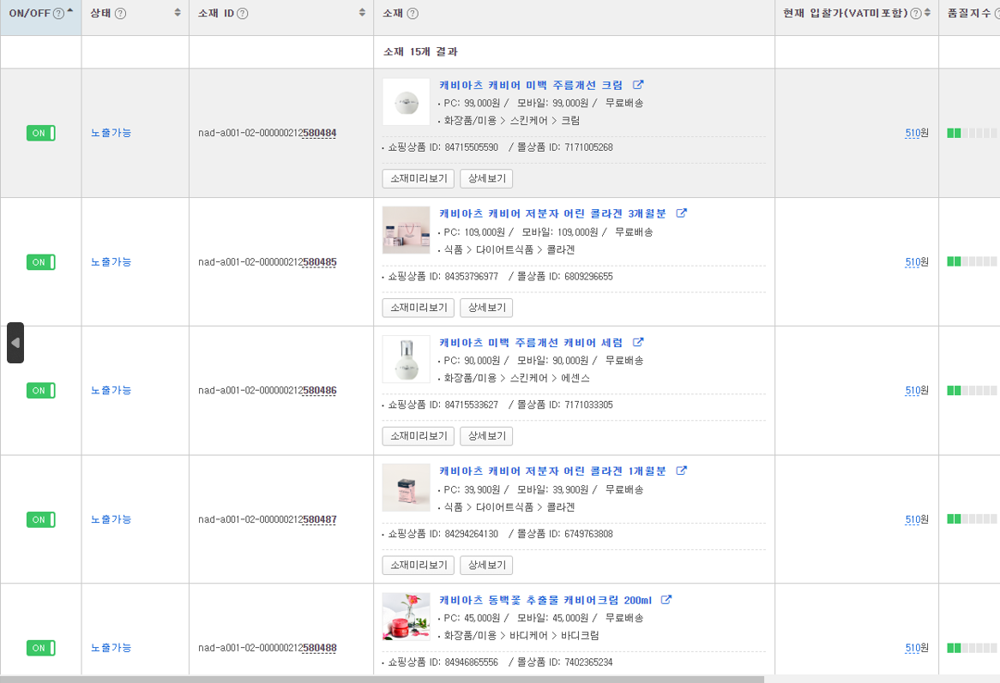 ON/OFF ? 상태 ? 소재 ID ? 소재 ? 현재 입찰가(VAT미포함) ? 품질지수 ?
소재 15개 결과
캐비아츠 캐비어 미백 주름개선 크림
· PC: 99,000원 / 모바일: 99,000원 / 무료배송
· 화장품/미용 > 스킨케어 > 크림
ON 노출가능 nad-a001-02-000000212580484 510원
· 쇼핑상품 ID: 84715505590 / 몰상품 ID: 7171005268
소재미리보기 상세보기
캐비아츠 캐비어 저분자 어린 콜라겐 3개월분
· PC: 109,000원 / 모바일: 109,000원 / 무료배송
· 식품 > 다이어트식품 > 콜라겐
ON 노출가능 nad-a001-02-000000212580485 510원
· 쇼핑상품 ID: 84353796977 / 몰상품 ID: 6809296655
소재미리보기 상세보기
캐비아츠 미백 주름개선 캐비어 세럼
· PC: 90,000원 / 모바일: 90,000원 / 무료배송
· 화장품/미용 > 스킨케어 > 에센스
ON 노출가능 nad-a001-02-000000212580486 510원
· 쇼핑상품 ID: 84715533627 / 몰상품 ID: 7171033305
소재미리보기 상세보기
캐비아츠 캐비어 저분자 어린 콜라겐 1개월분
· PC: 39,900원 / 모바일: 39,900원 / 무료배송
· 식품 > 다이어트식품 > 콜라겐
ON 노출가능 nad-a001-02-000000212580487 510원
· 쇼핑상품 ID: 84294264130 / 몰상품 ID: 6749763808
소재미리보기 상세보기
캐비아츠 동백꽃 추출물 캐비어크림 200ml
· PC: 45,000원 / 모바일: 45,000원 / 무료배송
· 화장품/미용 > 바디케어 > 바디크림
ON 노출가능 nad-a001-02-000000212580488 510원
· 쇼핑상품 ID: 84946865556 / 몰상품 ID: 7402365234